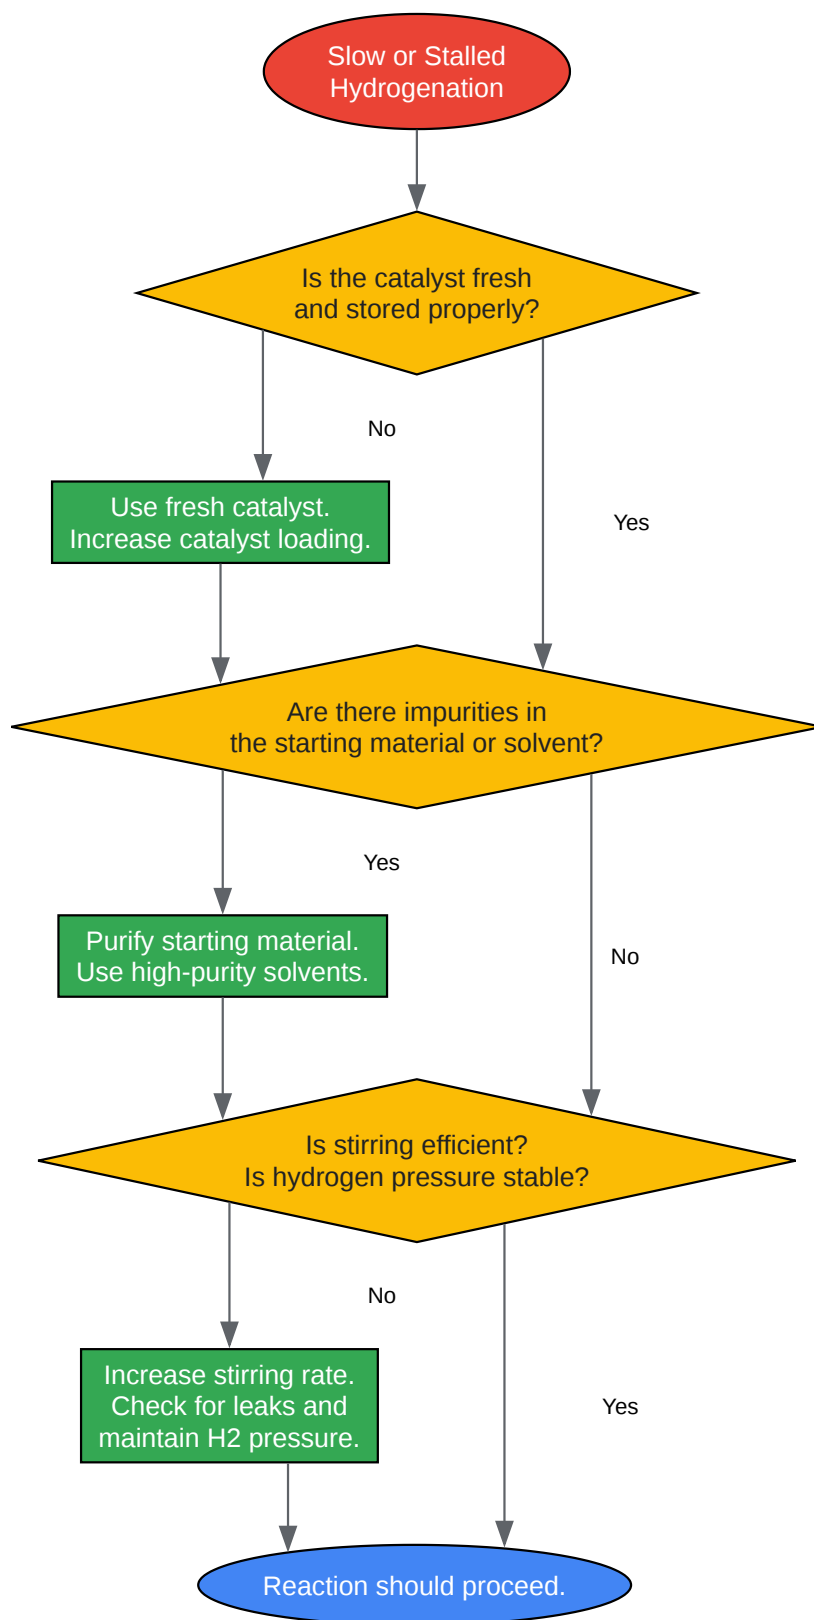 Slow or Stalled
Hydrogenation
Is the catalyst fresh
and stored properly?
No
Use fresh catalyst.
Increase catalyst loading.
Yes
Are there impurities in
the starting material or solvent?
Yes
Purify starting material.
Use high-purity solvents.
No
Is stirring efficient?
Is hydrogen pressure stable?
No
Increase stirring rate.
Check for leaks and
maintain H2 pressure.
Yes
Reaction should proceed.